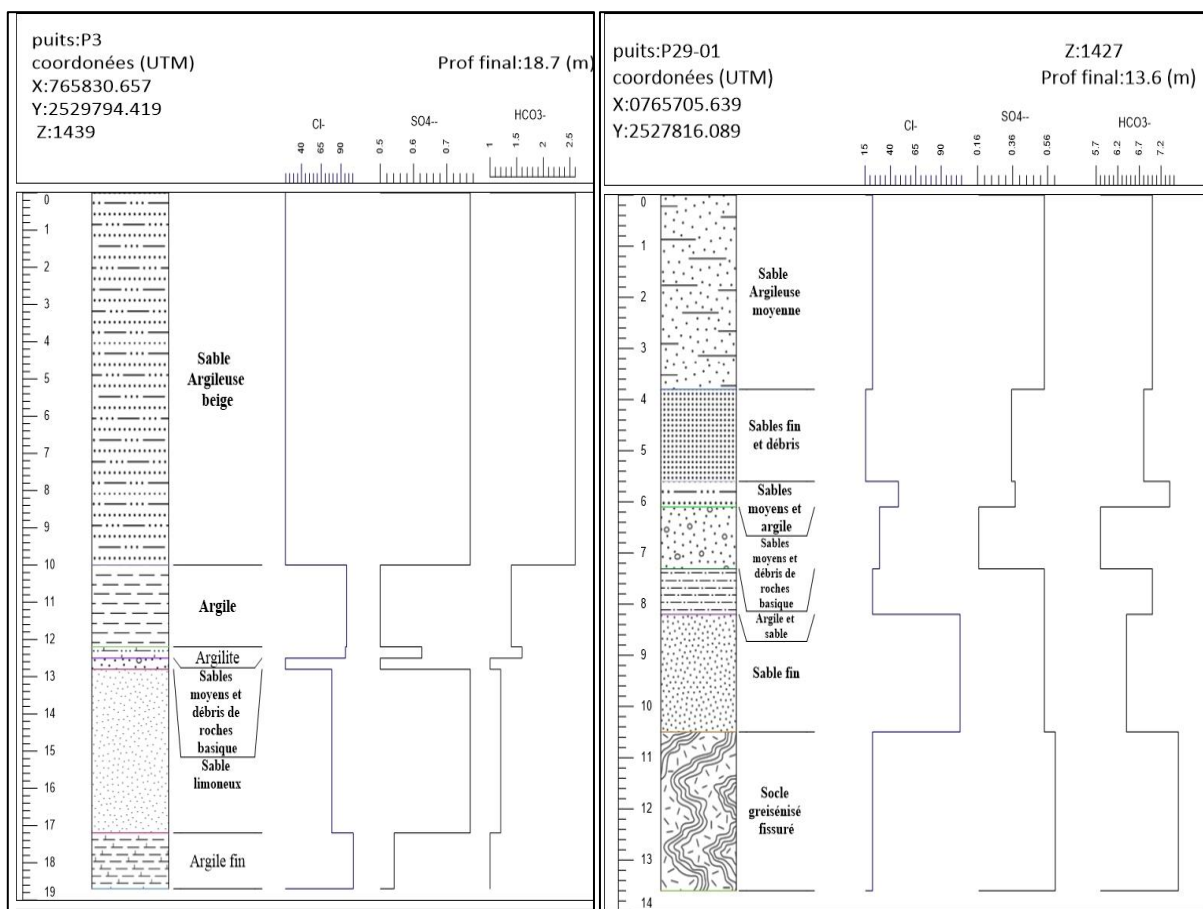 puits:P3
coordonées (UTM)
Prof final:18.7 (m)
X:765830.657
Y:2529794.419
Z:1439
Cl- SO4-- HCO3-
40 65 90 0.5 0.6 0.7 1 1.5 2 2.5
0
1
2
3
4
5
6
7
8
9
10
11
12
13
14
15
16
17
18
19
Sable
Argileuse
beige
Argile
Argilite
Sables
moyens et
débris de
roches
basique
Sable
limoneux
Argile fin
puits:P29-01
Z:1427
coordonées (UTM)
Prof final:13.6 (m)
X:0765705.639
Y:2527816.089
Cl- SO4-- HCO3-
15 40 65 90 0.16 0.36 0.56 5.7 6.2 6.7 7.2
0
1
2
3
4
5
6
7
8
9
10
11
12
13
14
Sable
Argileuse
moyenne
Sables fin
et débris
Sables
moyens et
argile
Sables
moyens et
débris de
roches
basique
Argile et
sable
Sable fin
Socle
greisénisé
fissuré